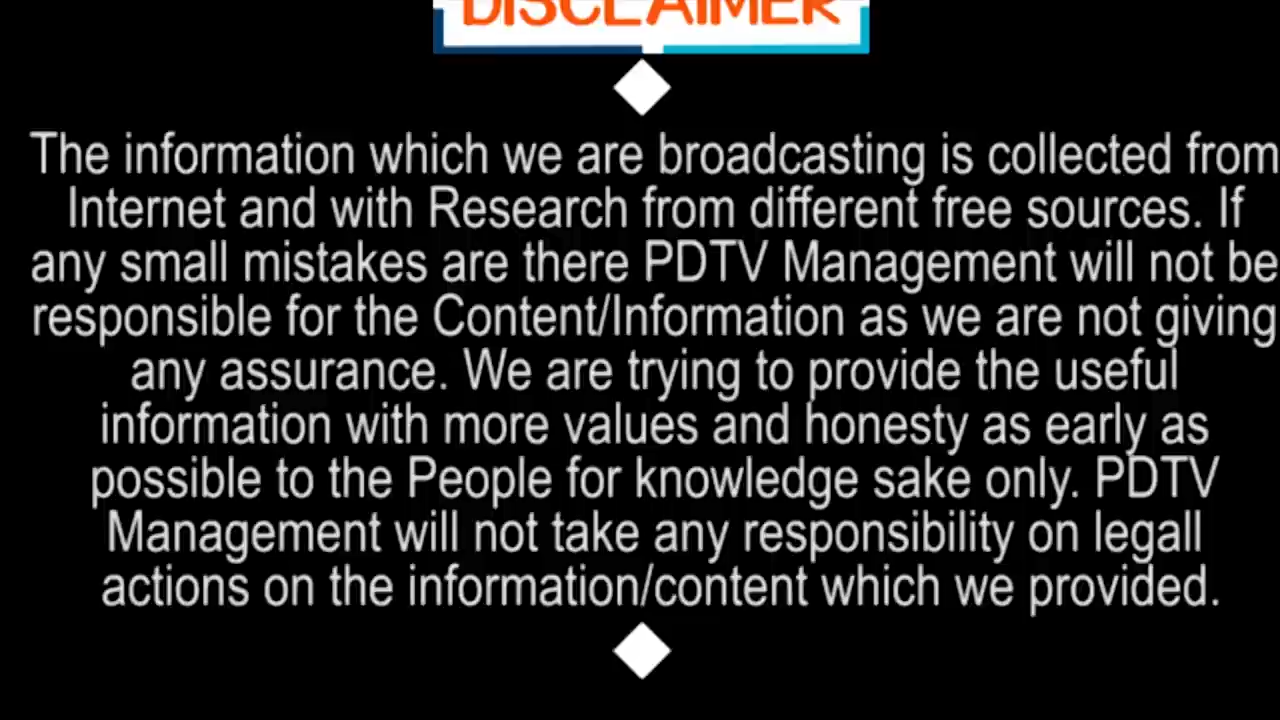 DISCLAIMER
The information which we are broadcasting is collected from
Internet and with Research from different free sources. If
any small mistakes are there PDTV Management will not be
responsible for the Content/Information as we are not giving
any assurance. We are trying to provide the useful
information with more values and honesty as early as
possible to the People for knowledge sake only. PDTV
Management will not take any responsibility on legall
actions on the information/content which we provided.